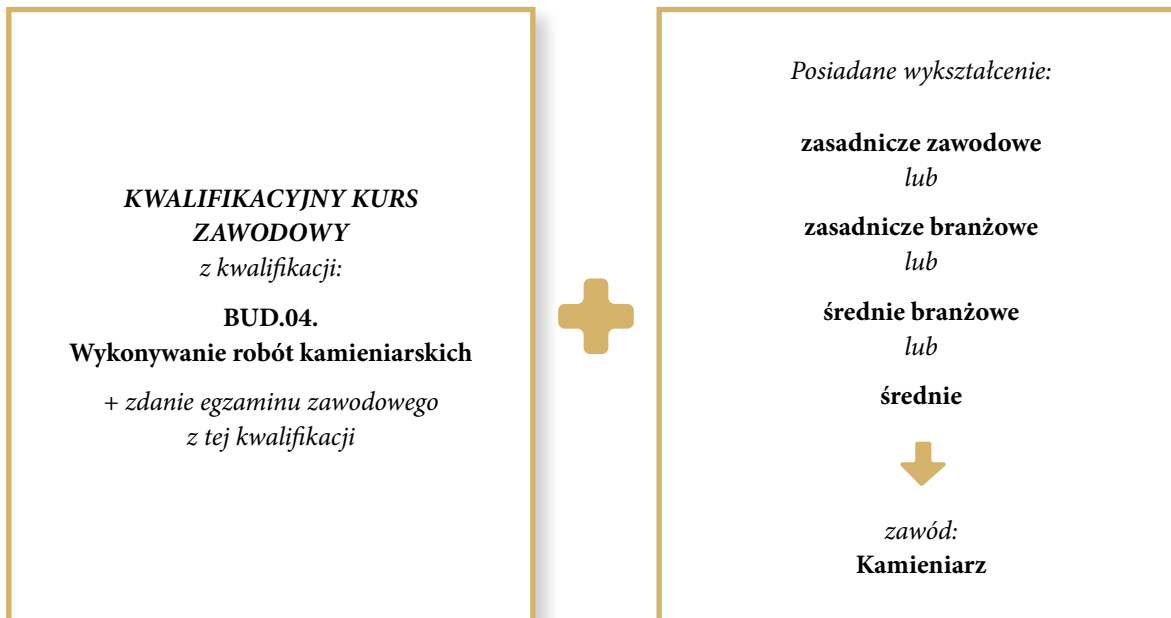 KWALIFIKACYJNY KURS
ZAWODOWY
z kwalifikacji:
BUD.04.
Wykonywanie robót kamieniarskich
+ zdanie egzaminu zawodowego
z tej kwalifikacji
Posiadane wykształcenie:
zasadnicze zawodowe
lub
zasadnicze branżowe
lub
średnie branżowe
lub
średnie
zawód:
Kamieniarz